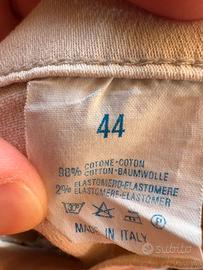 44
98% COTONE-COTON
COTTON-BAUMWOLLE
2% ELASTOMERO-ELASTOMERE
ELASTOMER-ELASTOMER
MADE IN ITALY
subito